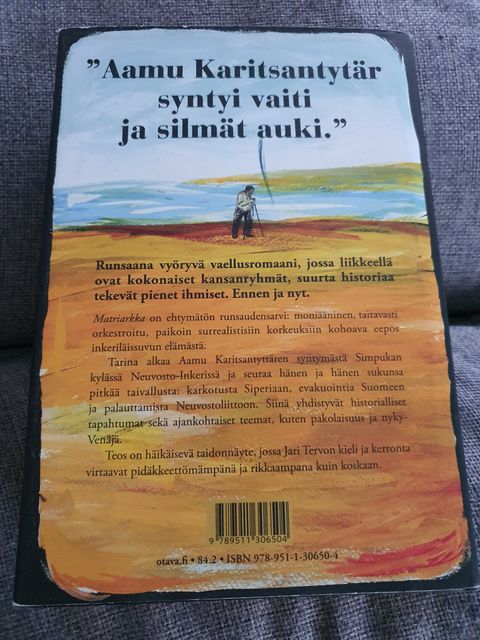 ”Aamu Karitsantytär
syntyi vaiti
ja silmät auki.”
Runsaana vyöryvä vaellusromaani, jossa liikkeellä
ovat kokonaiset kansanryhmät, suurta historiaa
tekevät pienet ihmiset. Ennen ja nyt.
Matriarkka on ehtymätön runsaudensarvi: moniääninen, taitavasti
orkestroitu, paikoin surrealistisiin korkeuksiin kohoava eepos
inkeriläissuvun elämästä.
Tarina alkaa Aamu Karitsantyttären syntymästä Simpukan
kylässä Neuvosto-Inkerissä ja seuraa hänen ja hänen sukunsa
pitkää taivallusta: karkotusta Siperiaan, evakuointia Suomeen
ja palauttamista Neuvostoliittoon. Siinä yhdistyvät historialliset
tapahtumat sekä ajankohtaiset teemat, kuten pakolaisuus ja nyky-
Venäjä.
Teos on häikäisevä taidonnäyte, jossa Jari Tervon kieli ja kerronta
virtaavat pidäkkeettömämpänä ja rikkaampana kuin koskaan.
9 789511 306504
otava.fi • 84.2 • ISBN 978-951-1-30650-4